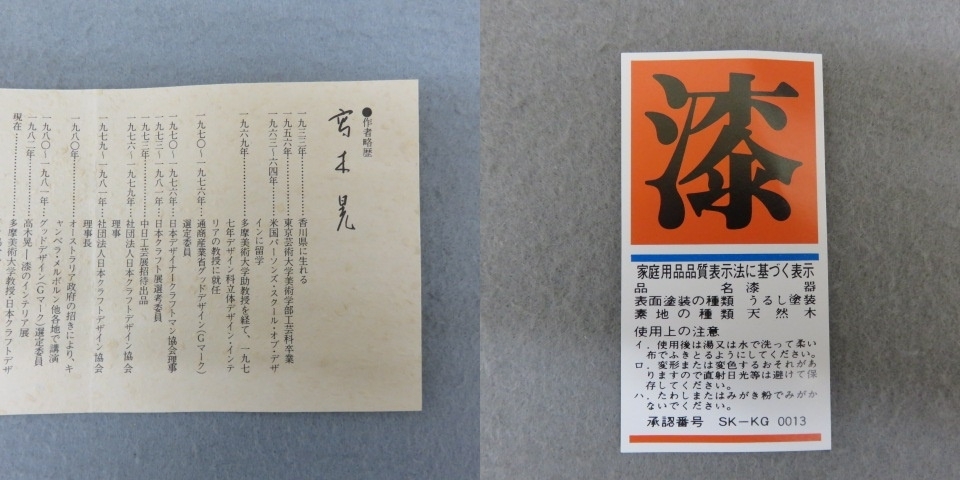 ●作者略歴
高木晃
一九三三年………香川県に生れる
一九五六年………東京芸術大学美術学部工芸科卒業
一九六三〜六四年………米国パーソンズ・スクール・オブ・デザ
インに留学
一九六九年………多摩美術大学助教授を経て、一九七
七年デザイン科立体デザイン・インテ
リアの教授に就任
一九七〇〜一九七六年………通商産業省グッドデザイン(Gマーク)
選定委員
一九七〇〜一九七六年………日本デザイナークラフトマン協会理事
一九七三〜一九八一年………日本クラフト展選考委員
一九七三年………中日工芸展招待出品
一九七六〜一九七九年………社団法人日本クラフトデザイン協会
理事
一九七九〜一九八一年………社団法人日本クラフトデザイン協会
理事長
一九八〇年………オーストラリア政府の招きにより、キ
ャンベラ・メルボルン他各地で講演
一九八〇〜一九八一年………グッドデザイン(Gマーク)選定委員
一九八二年………高木晃―漆のインテリア展
現在………多摩美術大学教授・日本クラフトデザ
漆
家庭用品品質表示法に基づく表示
品名 漆器
表面塗装の種類 うるし塗装
素地の種類 天然木
使用上の注意
イ．使用後は湯又は水で洗って柔い
布でふきとるようにしてください。
ロ．変形または変色するおそれがあ
りますので直射日光等は避けて保
存してください。
ハ．たわしまたはみがき粉でみがか
ないでください。
承認番号 SK−KG 0013